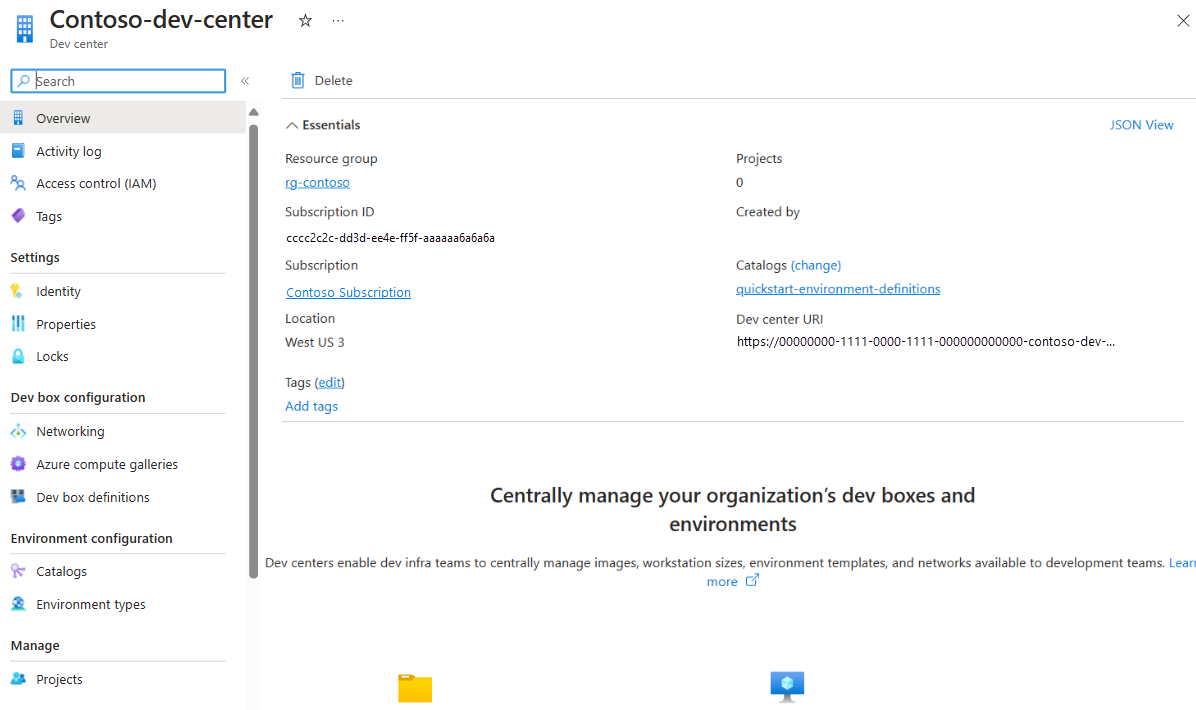 Contoso-dev-center
Dev center
Search
Overview
Activity log
Access control (IAM)
Tags
Settings
Identity
Properties
Locks
Dev box configuration
Networking
Azure compute galleries
Dev box definitions
Environment configuration
Catalogs
Environment types
Manage
Projects
Delete
Essentials
JSON View
Resource group
rg-contoso
Subscription ID
cccc2c2c-dd3d-ee4e-ff5f-aaaaaa6a6a6a
Subscription
Contoso Subscription
Location
West US 3
Tags (edit)
Add tags
Projects
0
Created by
Catalogs (change)
quickstart-environment-definitions
Dev center URI
https://00000000-1111-0000-1111-000000000000-contoso-dev-...
Centrally manage your organization’s dev boxes and
environments
Dev centers enable dev infra teams to centrally manage images, workstation sizes, environment templates, and networks available to development teams. Lear
more